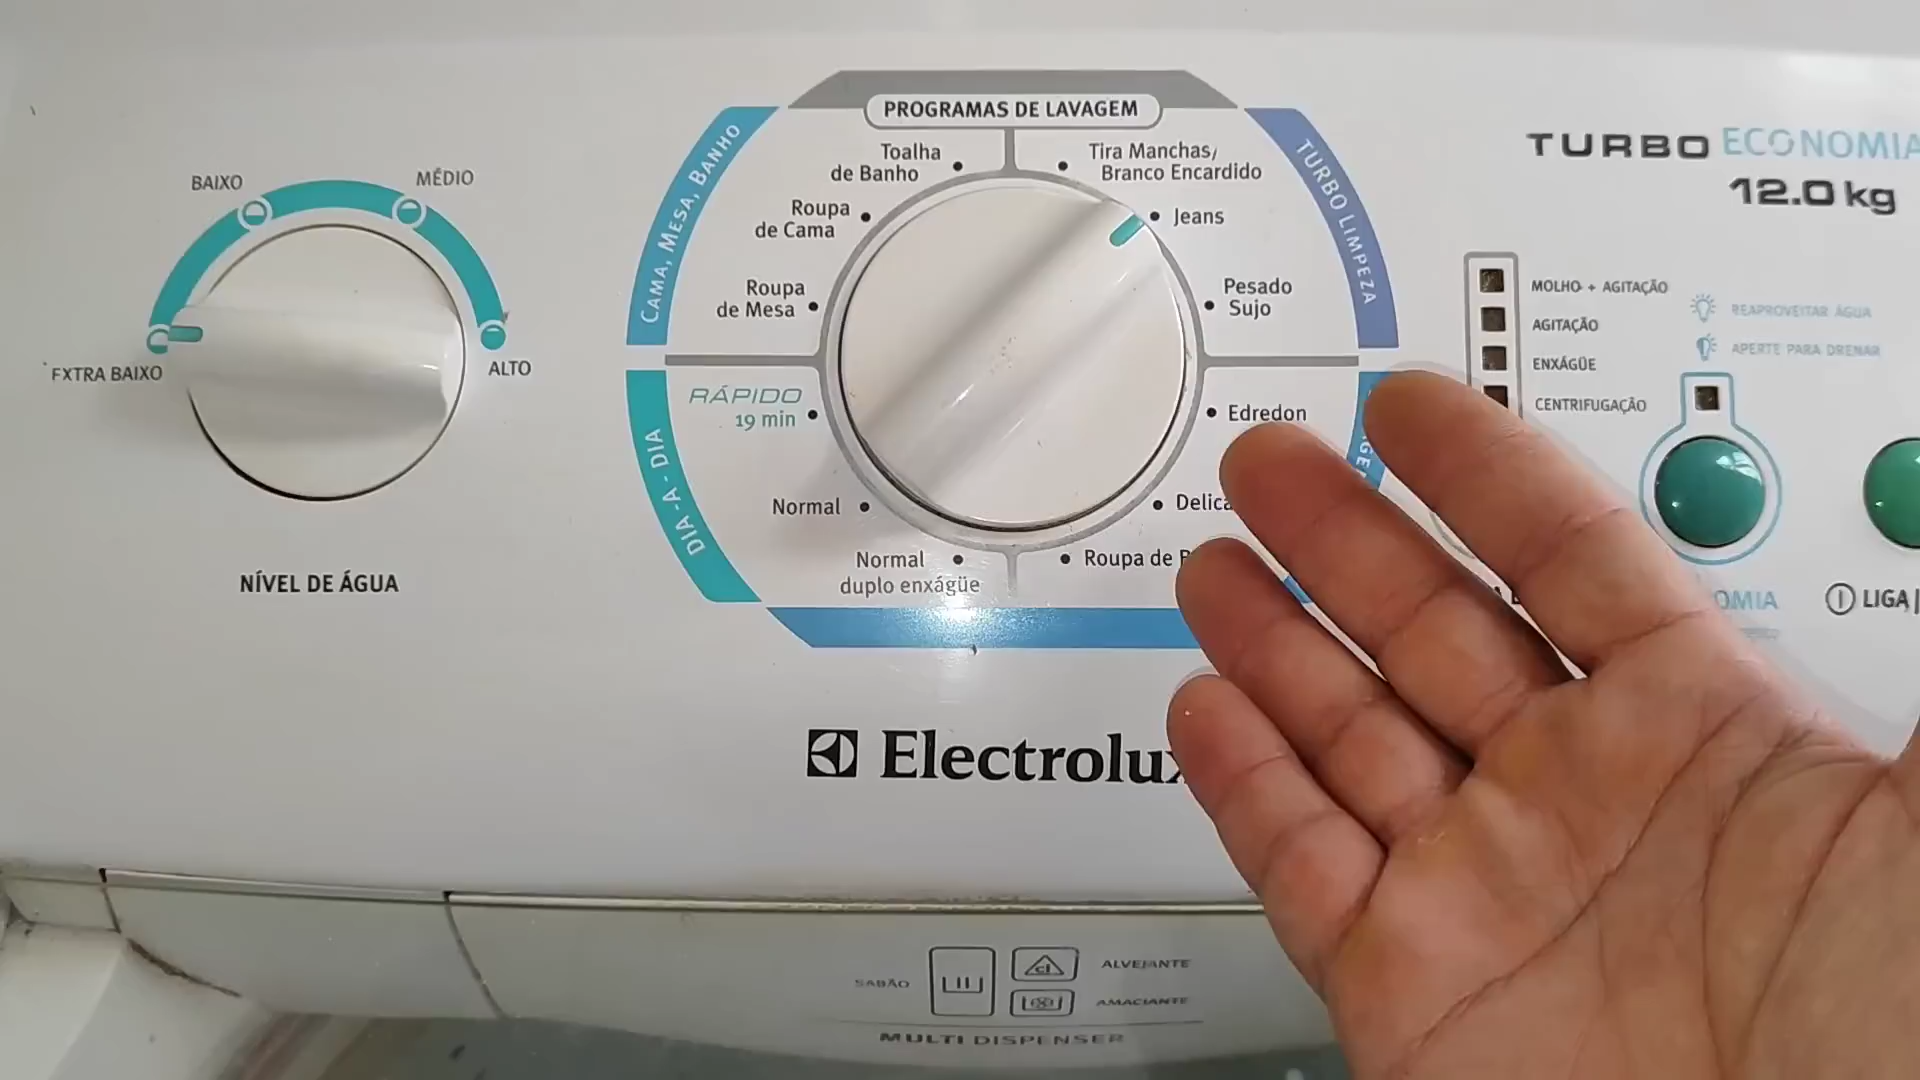 PROGRAMAS DE LAVAGEM
CAMA, MESA, BANHO
Toalha
de Banho
Roupa
de Cama
Roupa
de Mesa
Tira Manchas/
Branco Encardido
Jeans
Pesado
Sujo
TURBO LIMPEZA
DIA-A-DIA
RÁPIDO
19 min
Normal
Normal
duplo enxágüe
Edredon
Delica
Roupa de
BAIXO
MÉDIO
EXTRA BAIXO
ALTO
NÍVEL DE ÁGUA
TURBO ECONOMIA
12.0 kg
MOLHO + AGITAÇÃO
AGITAÇÃO
ENXÁGÜE
CENTRIFUGAÇÃO
REAPROVEITAR ÁGUA
APERTE PARA DRENAR
OMIA
LIGA|
Electrolux
SABÃO
ALVEJANTE
cl
AMACIANTE
MULTI DISPENSER